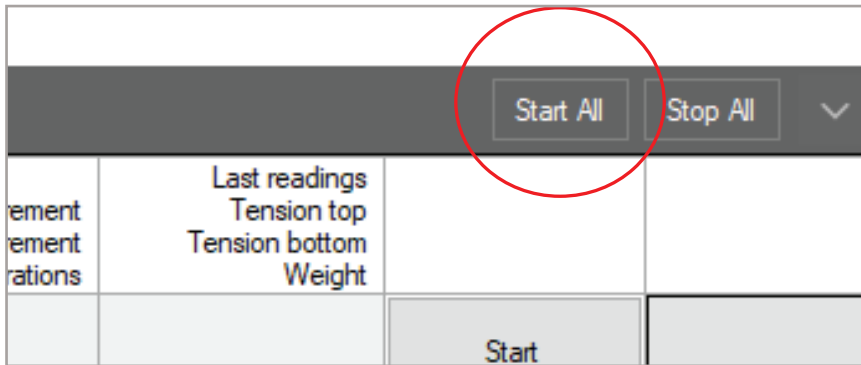 Start All Stop All
Last readings
rement Tension top
rement Tension bottom
rations Weight
Start